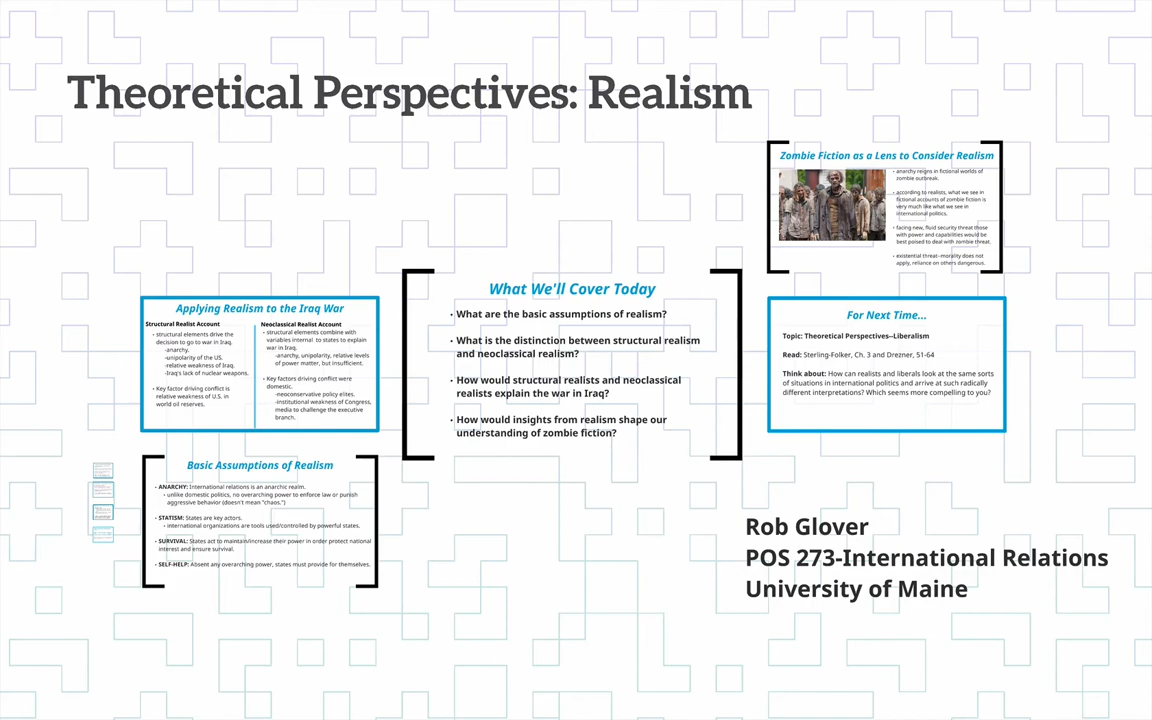 Theoretical Perspectives: Realism
Zombie Fiction as a Lens to Consider Realism
· anarchy reigns in fictional worlds of
zombie outbreak.
· according to realists, what we see in
fictional accounts of zombie fiction is
very much like what we see in
international politics.
· facing new, fluid security threat those
with power and capabilities would be
best poised to deal with zombie threat.
· existential threat--morality does not
apply, reliance on others dangerous.
What We'll Cover Today
· What are the basic assumptions of realism?
· What is the distinction between structural realism
and neoclassical realism?
· How would structural realists and neoclassical
realists explain the war in Iraq?
· How would insights from realism shape our
understanding of zombie fiction?
Applying Realism to the Iraq War
Structural Realist Account
· structural elements drive the
decision to go to war in Iraq.
-anarchy.
-unipolarity of the US.
-relative weakness of Iraq.
-Iraq's lack of nuclear weapons.
· Key factor driving conflict is
relative weakness of U.S. in
world oil reserves.
Neoclassical Realist Account
· structural elements combine with
variables internal to states to explain
war in Iraq.
-anarchy, unipolarity, relative levels
of power matter, but insufficient.
· Key factors driving conflict were
domestic.
-neoconservative policy elites.
-institutional weakness of Congress,
media to challenge the executive
branch.
For Next Time...
Topic: Theoretical Perspectives--Liberalism
Read: Sterling-Folker, Ch. 3 and Drezner, 51-64
Think about: How can realists and liberals look at the same sorts
of situations in international politics and arrive at such radically
different interpretations? Which seems more compelling to you?
Basic Assumptions of Realism
· ANARCHY: International relations is an anarchic realm.
· unlike domestic politics, no overarching power to enforce law or punish
aggressive behavior (doesn't mean "chaos.")
· STATISM: States are key actors.
· international organizations are tools used/controlled by powerful states.
· SURVIVAL: States act to maintain/increase their power in order protect national
interest and ensure survival.
· SELF-HELP: Absent any overarching power, states must provide for themselves.
Rob Glover
POS 273-International Relations
University of Maine